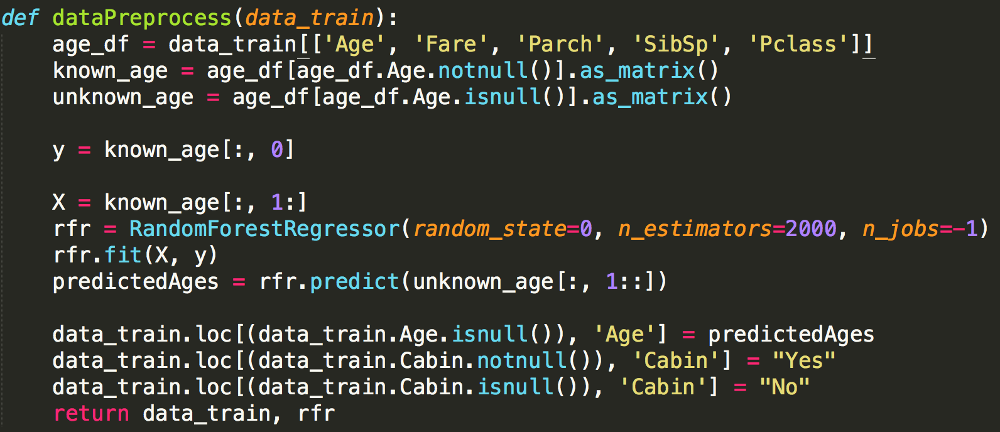 def dataPreprocess(data_train):
    age_df = data_train[['Age', 'Fare', 'Parch', 'SibSp', 'Pclass']]
    known_age = age_df[age_df.Age.notnull()].as_matrix()
    unknown_age = age_df[age_df.Age.isnull()].as_matrix()

    y = known_age[:, 0]

    X = known_age[:, 1:]
    rfr = RandomForestRegressor(random_state=0, n_estimators=2000, n_jobs=-1)
    rfr.fit(X, y)
    predictedAges = rfr.predict(unknown_age[:, 1::])

    data_train.loc[(data_train.Age.isnull()), 'Age'] = predictedAges
    data_train.loc[(data_train.Cabin.notnull()), 'Cabin'] = "Yes"
    data_train.loc[(data_train.Cabin.isnull()), 'Cabin'] = "No"
    return data_train, rfr